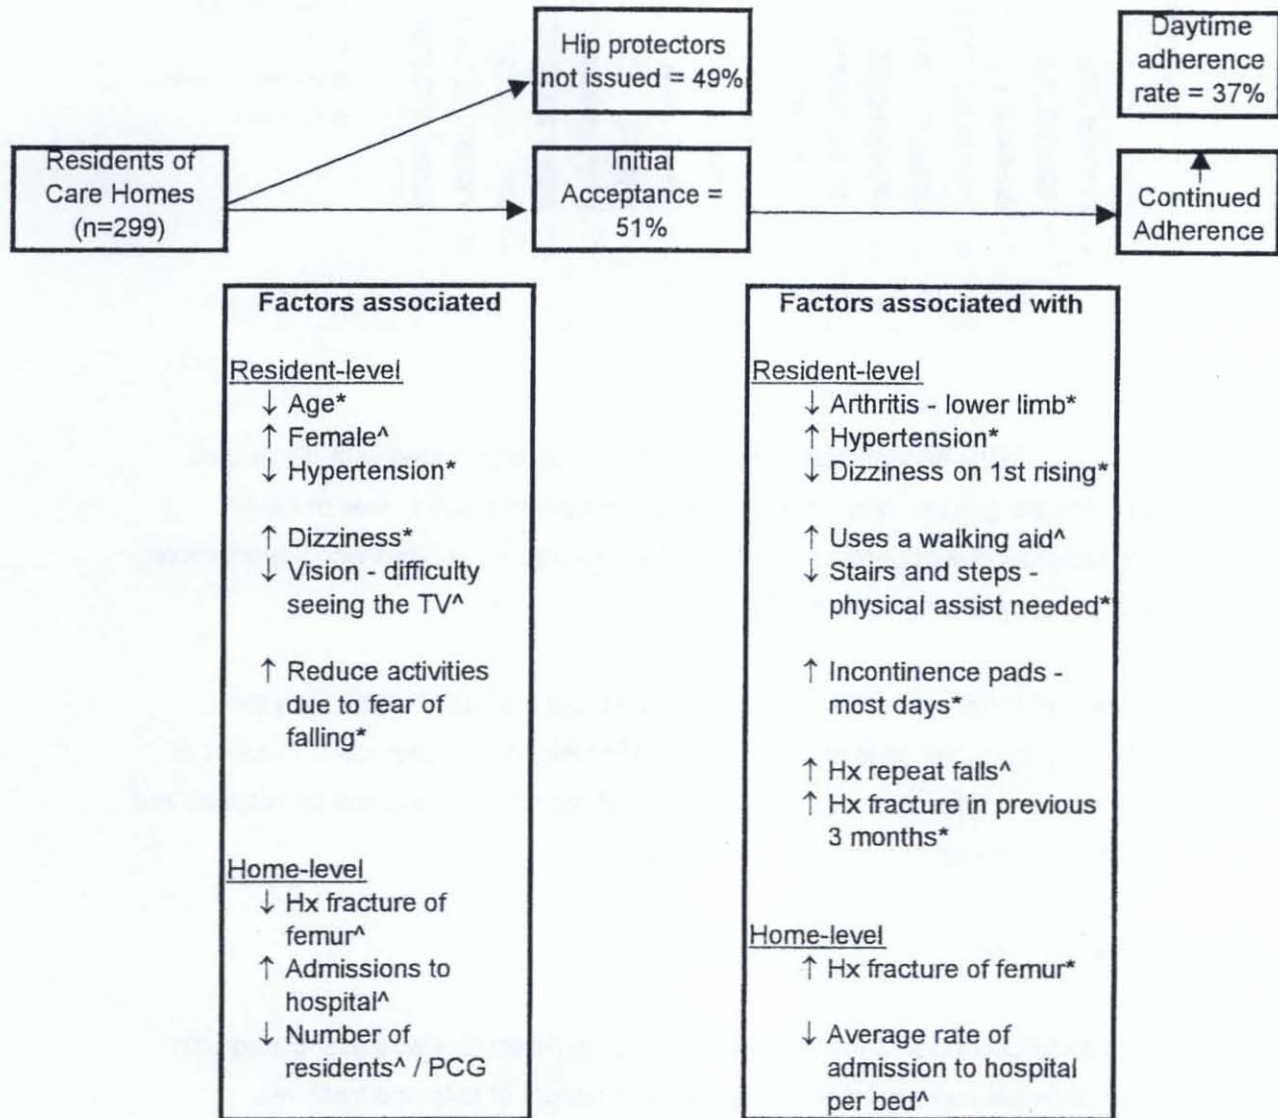 Hip protectors
not issued = 49%
Daytime
adherence
rate = 37%
Residents of
Care Homes
(n=299)
Initial
Acceptance =
51%
Continued
Adherence
Factors associated
Resident-level
↓ Age*
↑ Female^
↓ Hypertension*
↑ Dizziness*
↓ Vision - difficulty
seeing the TV^
↑ Reduce activities
due to fear of
falling*
Home-level
↓ Hx fracture of
femur^
↑ Admissions to
hospital^
↓ Number of
residents^ / PCG
Factors associated with
Resident-level
↓ Arthritis - lower limb*
↑ Hypertension*
↓ Dizziness on 1st rising*
↑ Uses a walking aid^
↓ Stairs and steps -
physical assist needed*
↑ Incontinence pads -
most days*
↑ Hx repeat falls^
↑ Hx fracture in previous
3 months*
Home-level
↑ Hx fracture of femur*
↓ Average rate of
admission to hospital
per bed^